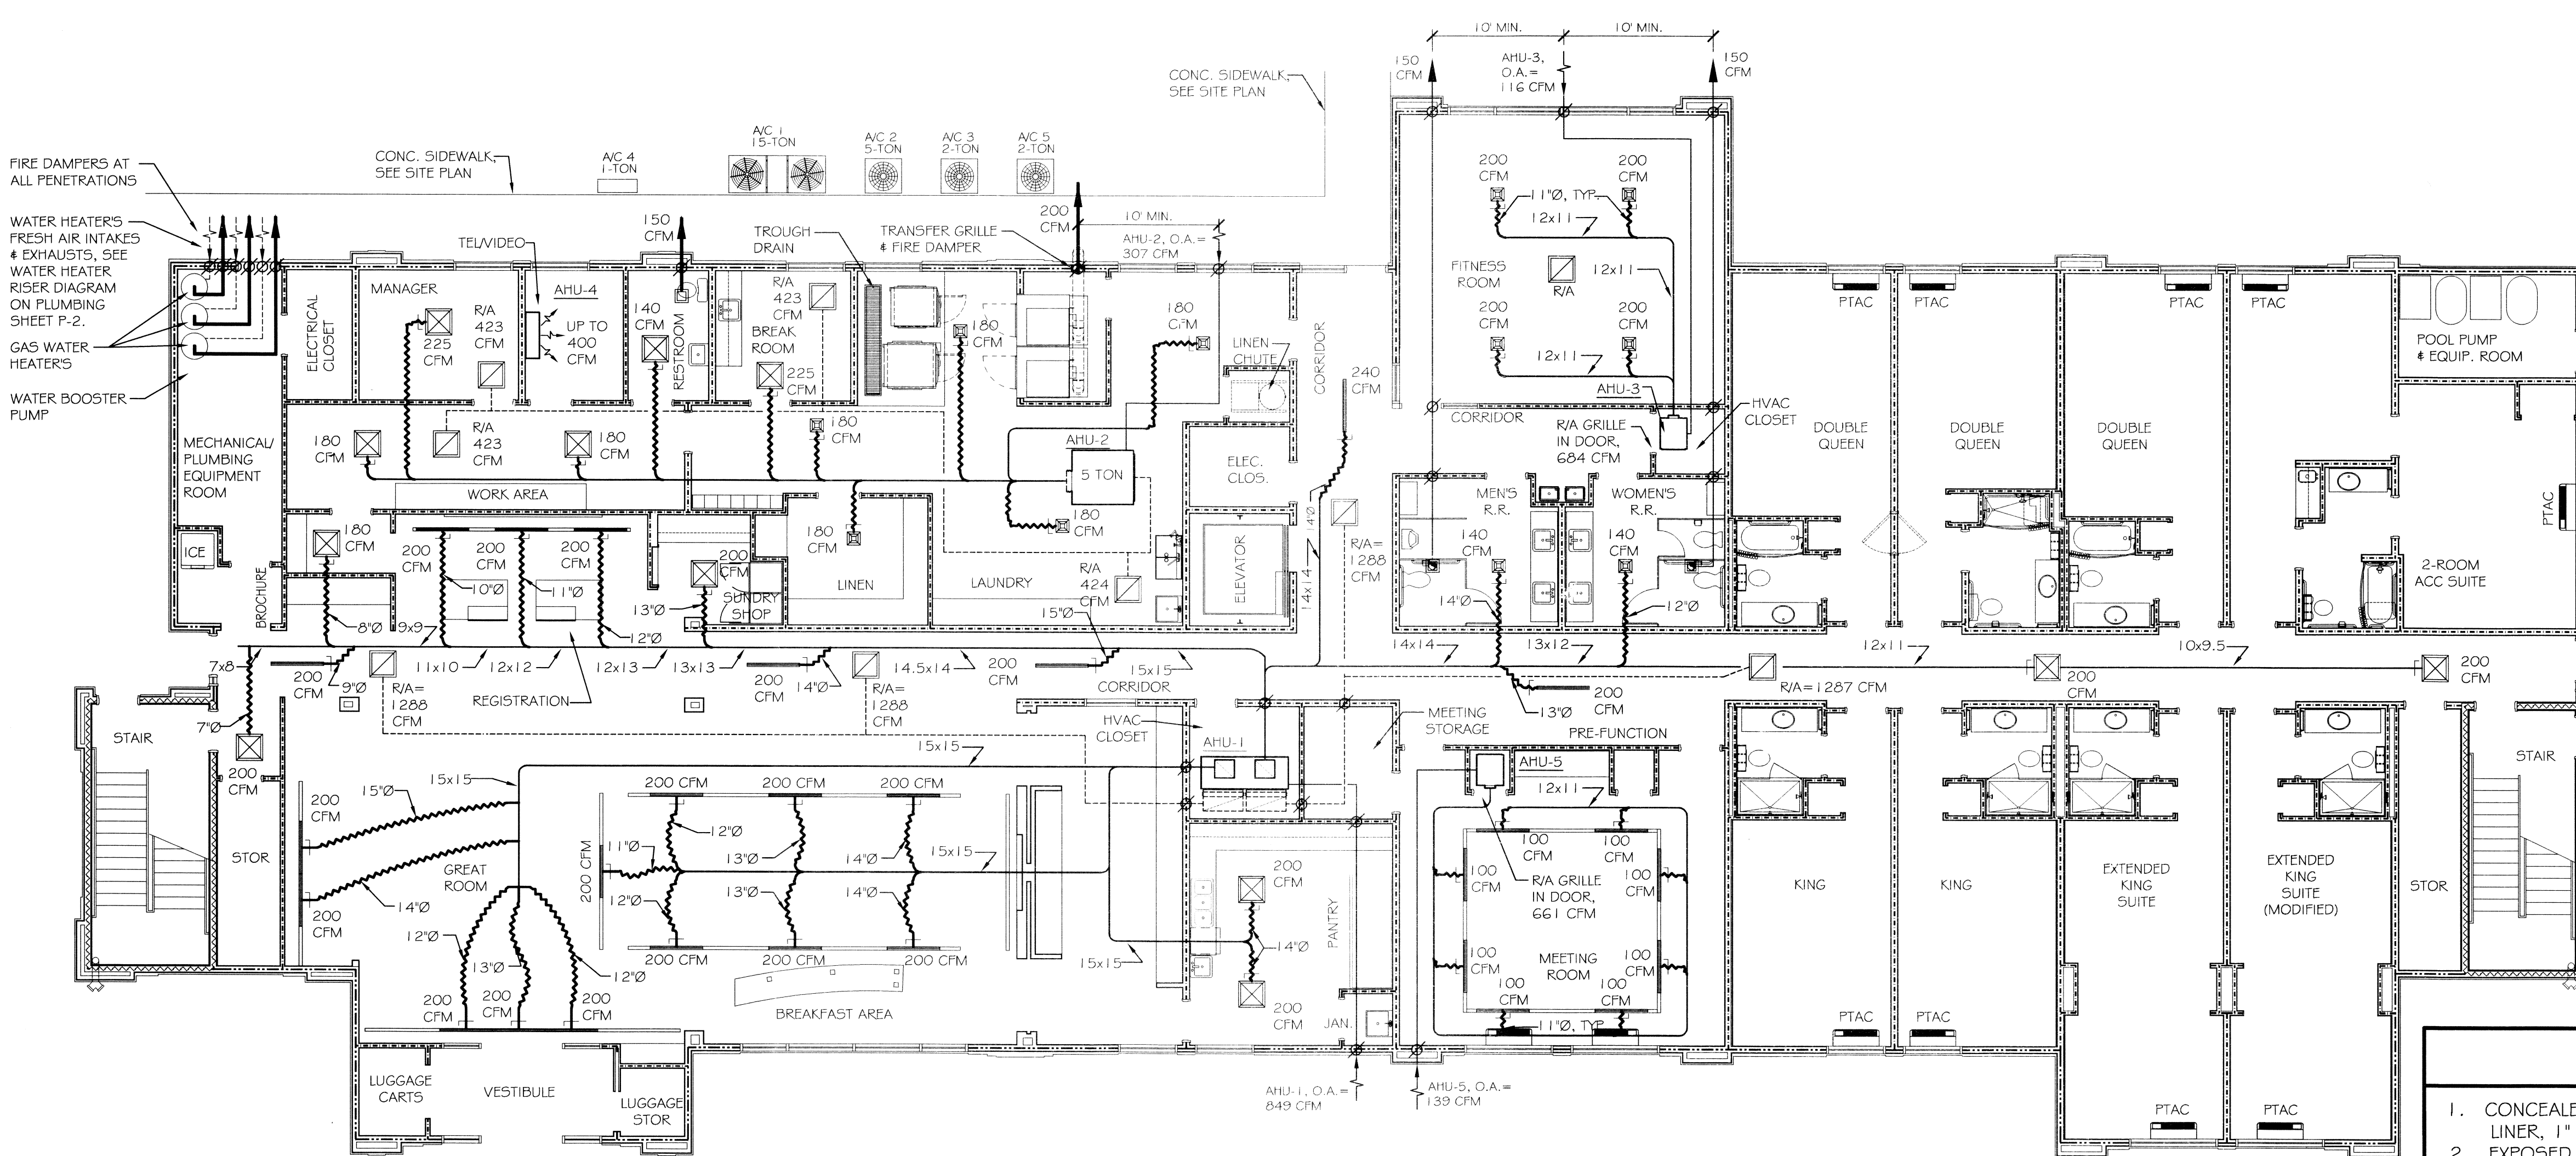 10' MIN.
10' MIN.
150
CFM
AHU-3,
O.A.=
116 CFM
150
CFM
CONC. SIDEWALK,
SEE SITE PLAN
A/C 4
1-TON
A/C 1
15-TON
A/C 2
5-TON
A/C 3
2-TON
A/C 5
2-TON
FIRE DAMPERS AT
ALL PENETRATIONS
CONC. SIDEWALK,
SEE SITE PLAN
WATER HEATER'S
FRESH AIR INTAKES
& EXHAUSTS, SEE
WATER HEATER
RISER DIAGRAM
ON PLUMBING
SHEET P-2.
GAS WATER
HEATER'S
WATER BOOSTER
PUMP
TEL/VIDEO
150
CFM
TROUGH
DRAIN
TRANSFER GRILLE
& FIRE DAMPER
200
CFM
10' MIN.
AHU-2, O.A.=
307 CFM
ELECTRICAL
CLOSET
MANAGER
225
CFM
R/A
423
CFM
AHU-4
UP TO
400
CFM
140
CFM
RESTROOM
R/A
423
CFM
BREAK
ROOM
225
CFM
180
CFM
180
CFM
LINEN
CHUTE
CORRIDOR
240
CFM
200
CFM
200
CFM
11"Ø, TYP.
12x11
FITNESS
ROOM
R/A
12x11
200
CFM
200
CFM
12x11
AHU-3
HVAC
CLOSET
CORRIDOR
R/A GRILLE
IN DOOR,
684 CFM
PTAC
PTAC
PTAC
PTAC
POOL PUMP
& EQUIP. ROOM
DOUBLE
QUEEN
DOUBLE
QUEEN
DOUBLE
QUEEN
PTAC
2-ROOM
ACC SUITE
MECHANICAL/
PLUMBING
EQUIPMENT
ROOM
180
CFM
R/A
423
CFM
180
CFM
180
CFM
AHU-2
5 TON
ELEC.
CLOS.
WORK AREA
ICE
BROCHURE
180
CFM
200
CFM
200
CFM
200
CFM
10"Ø
11"Ø
12"Ø
8"Ø
9x9
200
CFM
13"Ø
SUNDRY
SHOP
180
CFM
LINEN
180
CFM
LAUNDRY
R/A
424
CFM
15"Ø
ELEVATOR
14"Ø
14x14
R/A=
1288
CFM
MEN'S
R.R.
WOMEN'S
R.R.
140
CFM
140
CFM
14"Ø
12"Ø
7x8
200
CFM
9"Ø
11x10
12x12
12x13
13x13
14.5x14
15x15
R/A=
1288
CFM
REGISTRATION
200
CFM
14"Ø
R/A=
1288
CFM
200
CFM
CORRIDOR
14x14
13x12
13"Ø
200
CFM
R/A=1287 CFM
12x11
200
CFM
10x9.5
200
CFM
STAIR
7"Ø
200
CFM
STOR
HVAC
CLOSET
AHU-1
MEETING
STORAGE
PRE-FUNCTION
AHU-5
12x11
15x15
15x15
200
CFM
15"Ø
14"Ø
200
CFM
GREAT
ROOM
12"Ø
13"Ø
12"Ø
200
CFM
200
CFM
200
CFM
200 CFM
200 CFM
200 CFM
200 CFM
11"Ø
12"Ø
13"Ø
14"Ø
15x15
12"Ø
13"Ø
14"Ø
200 CFM
200 CFM
200 CFM
BREAKFAST AREA
200
CFM
14"Ø
15x15
200
CFM
PANTRY
JAN.
100
CFM
100
CFM
100
CFM
100
CFM
R/A GRILLE
IN DOOR,
661 CFM
100
CFM
100
CFM
MEETING
ROOM
100
CFM
100
CFM
11"Ø, TYP.
KING
KING
EXTENDED
KING
SUITE
EXTENDED
KING
SUITE
(MODIFIED)
STOR
STAIR
PTAC
PTAC
PTAC
PTAC
LUGGAGE
CARTS
VESTIBULE
LUGGAGE
STOR
AHU-1, O.A.=
849 CFM
AHU-5, O.A.=
139 CFM
1. CONCEALE
LINER, 1"
2. EXPOSED